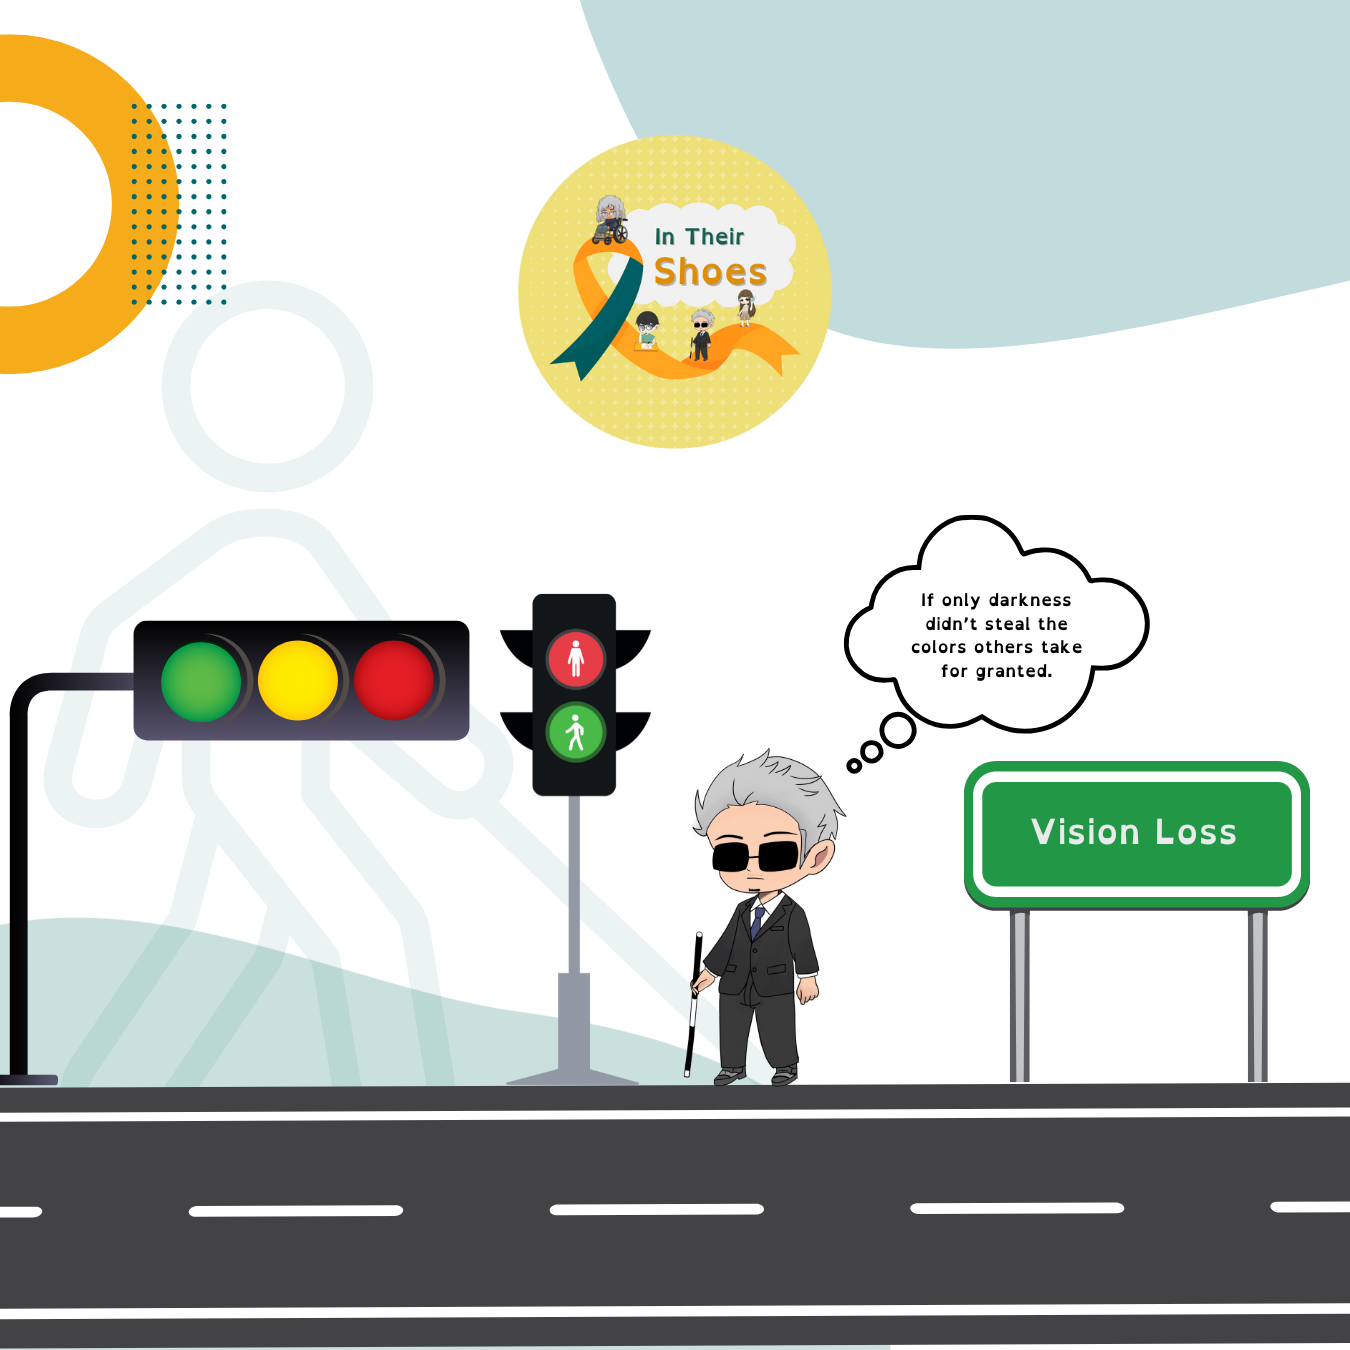 In Their
Shoes
If only darkness
didn't steal the
colors others take
for granted.
Vision Loss